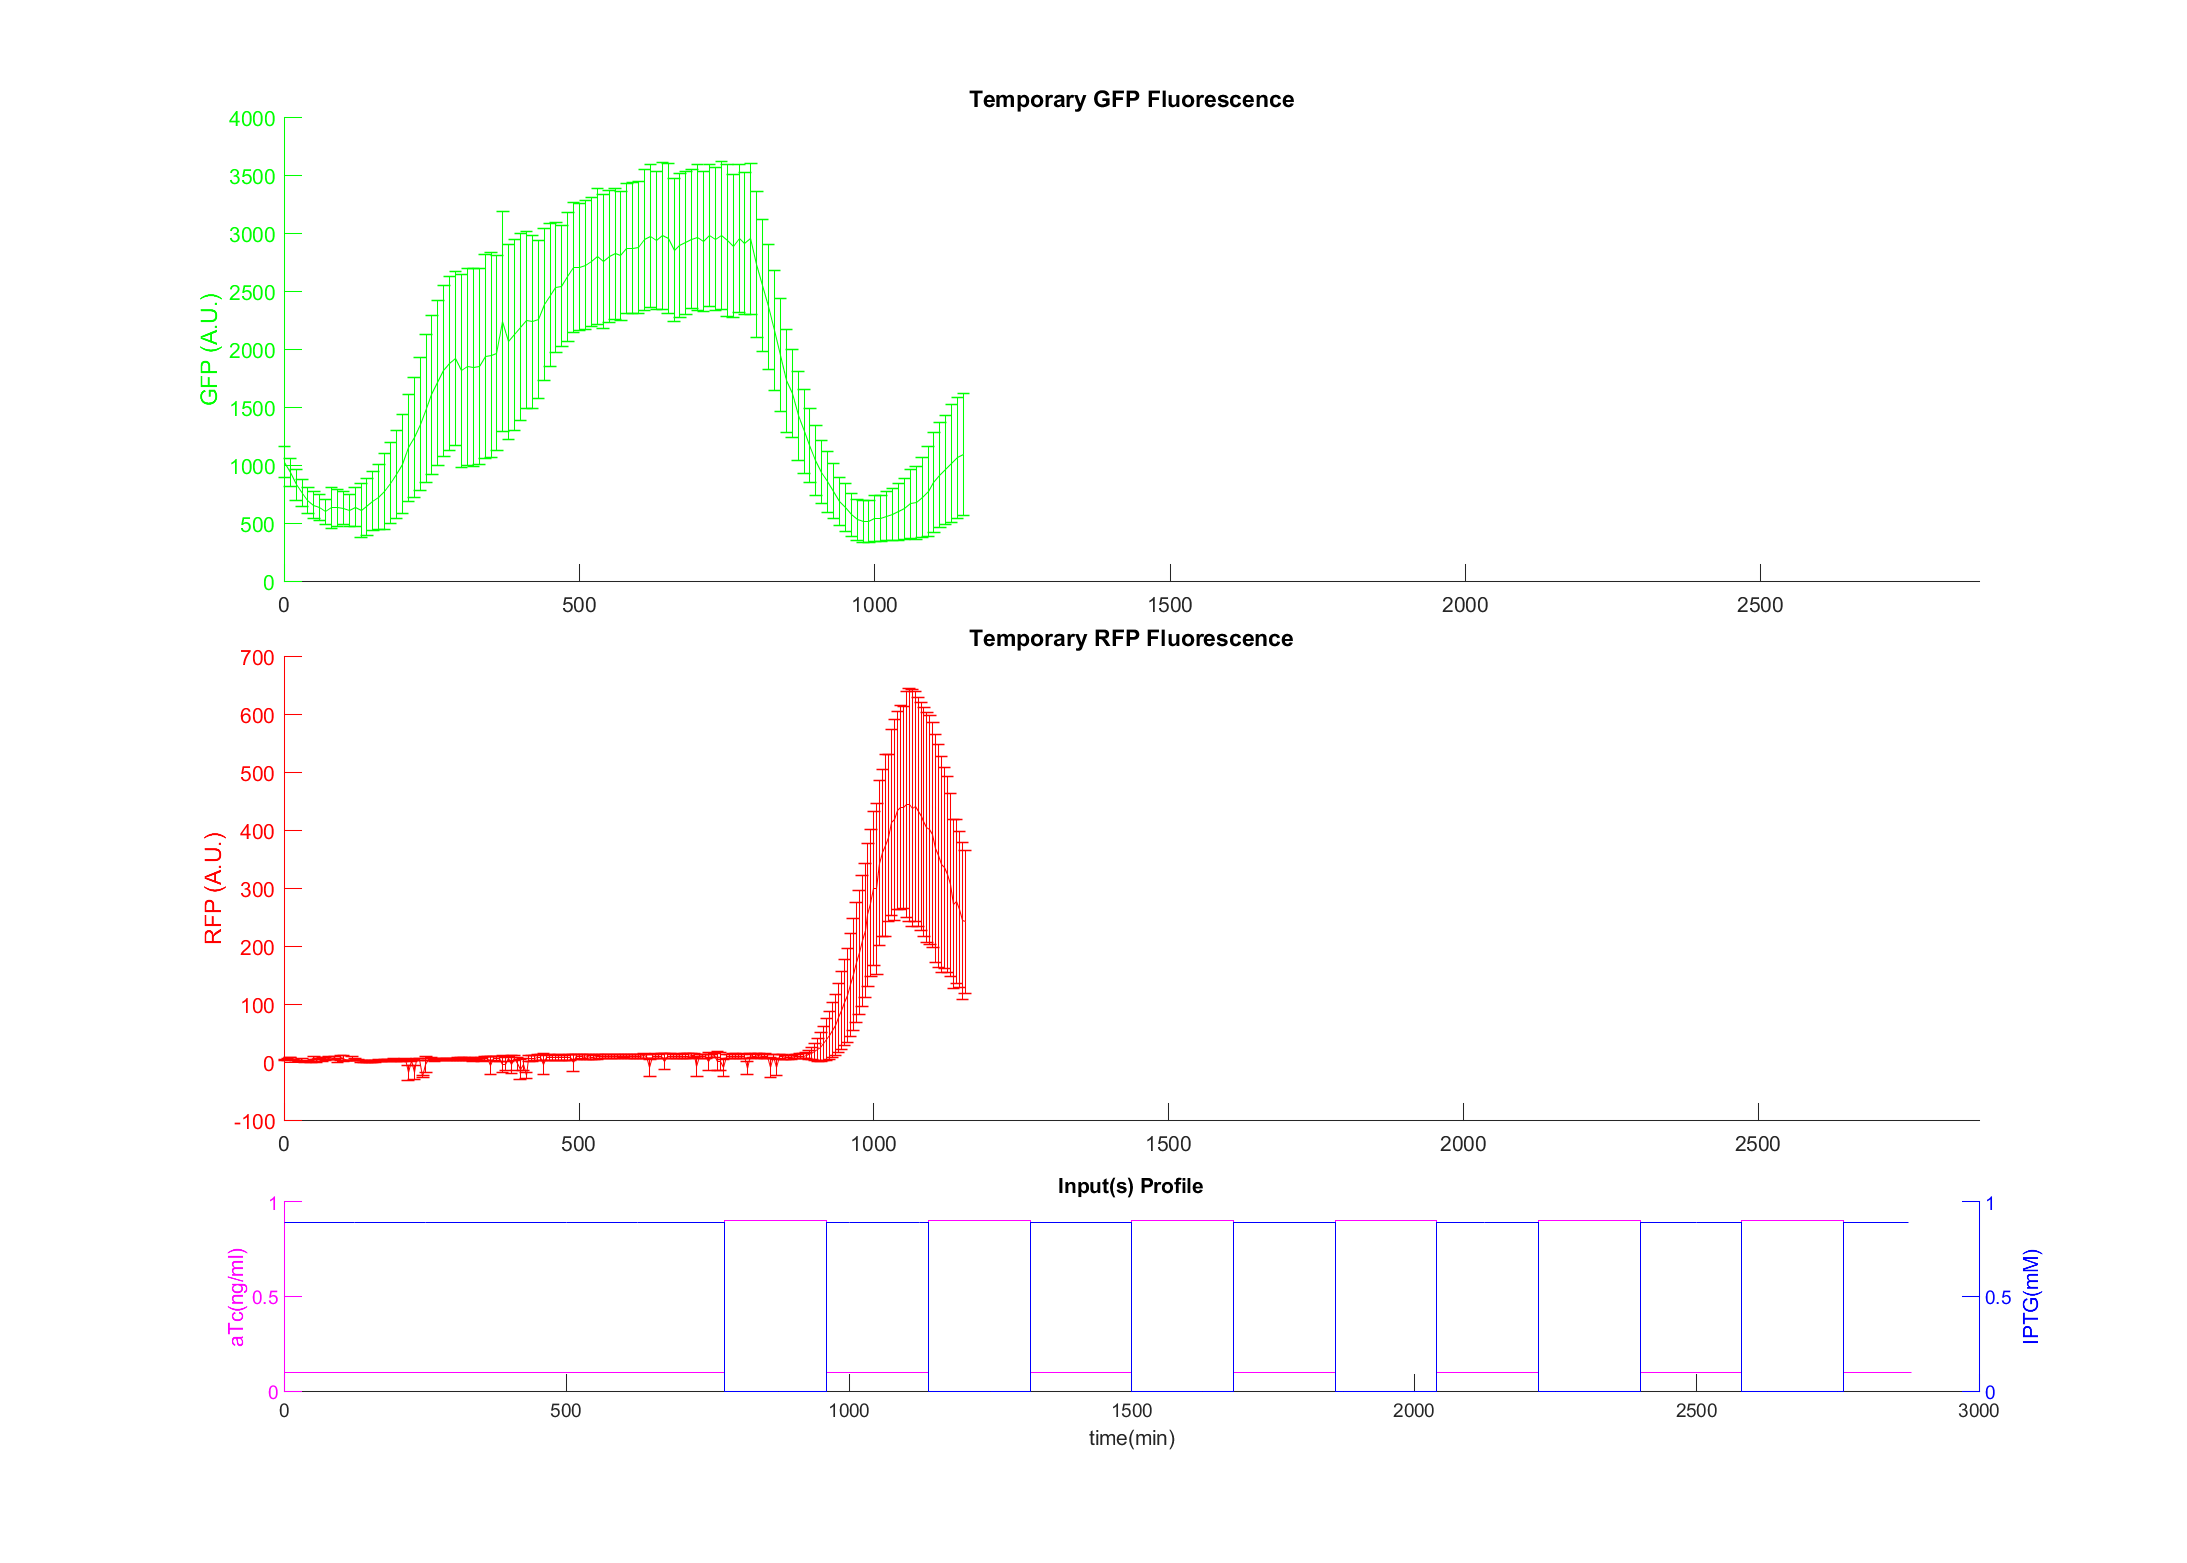 Temporary GFP Fluorescence
4000
3500
3000
2500
2000
1500
1000
500
0
GFP (A.U.)
0 500 1000 1500 2000 2500
Temporary RFP Fluorescence
700
600
500
400
300
200
100
0
-100
RFP (A.U.)
0 500 1000 1500 2000 2500
Input(s) Profile
1
0.5
0
aTc(ng/ml)
1
0.5
0
IPTG(mM)
0 500 1000 1500 2000 2500 3000
time(min)